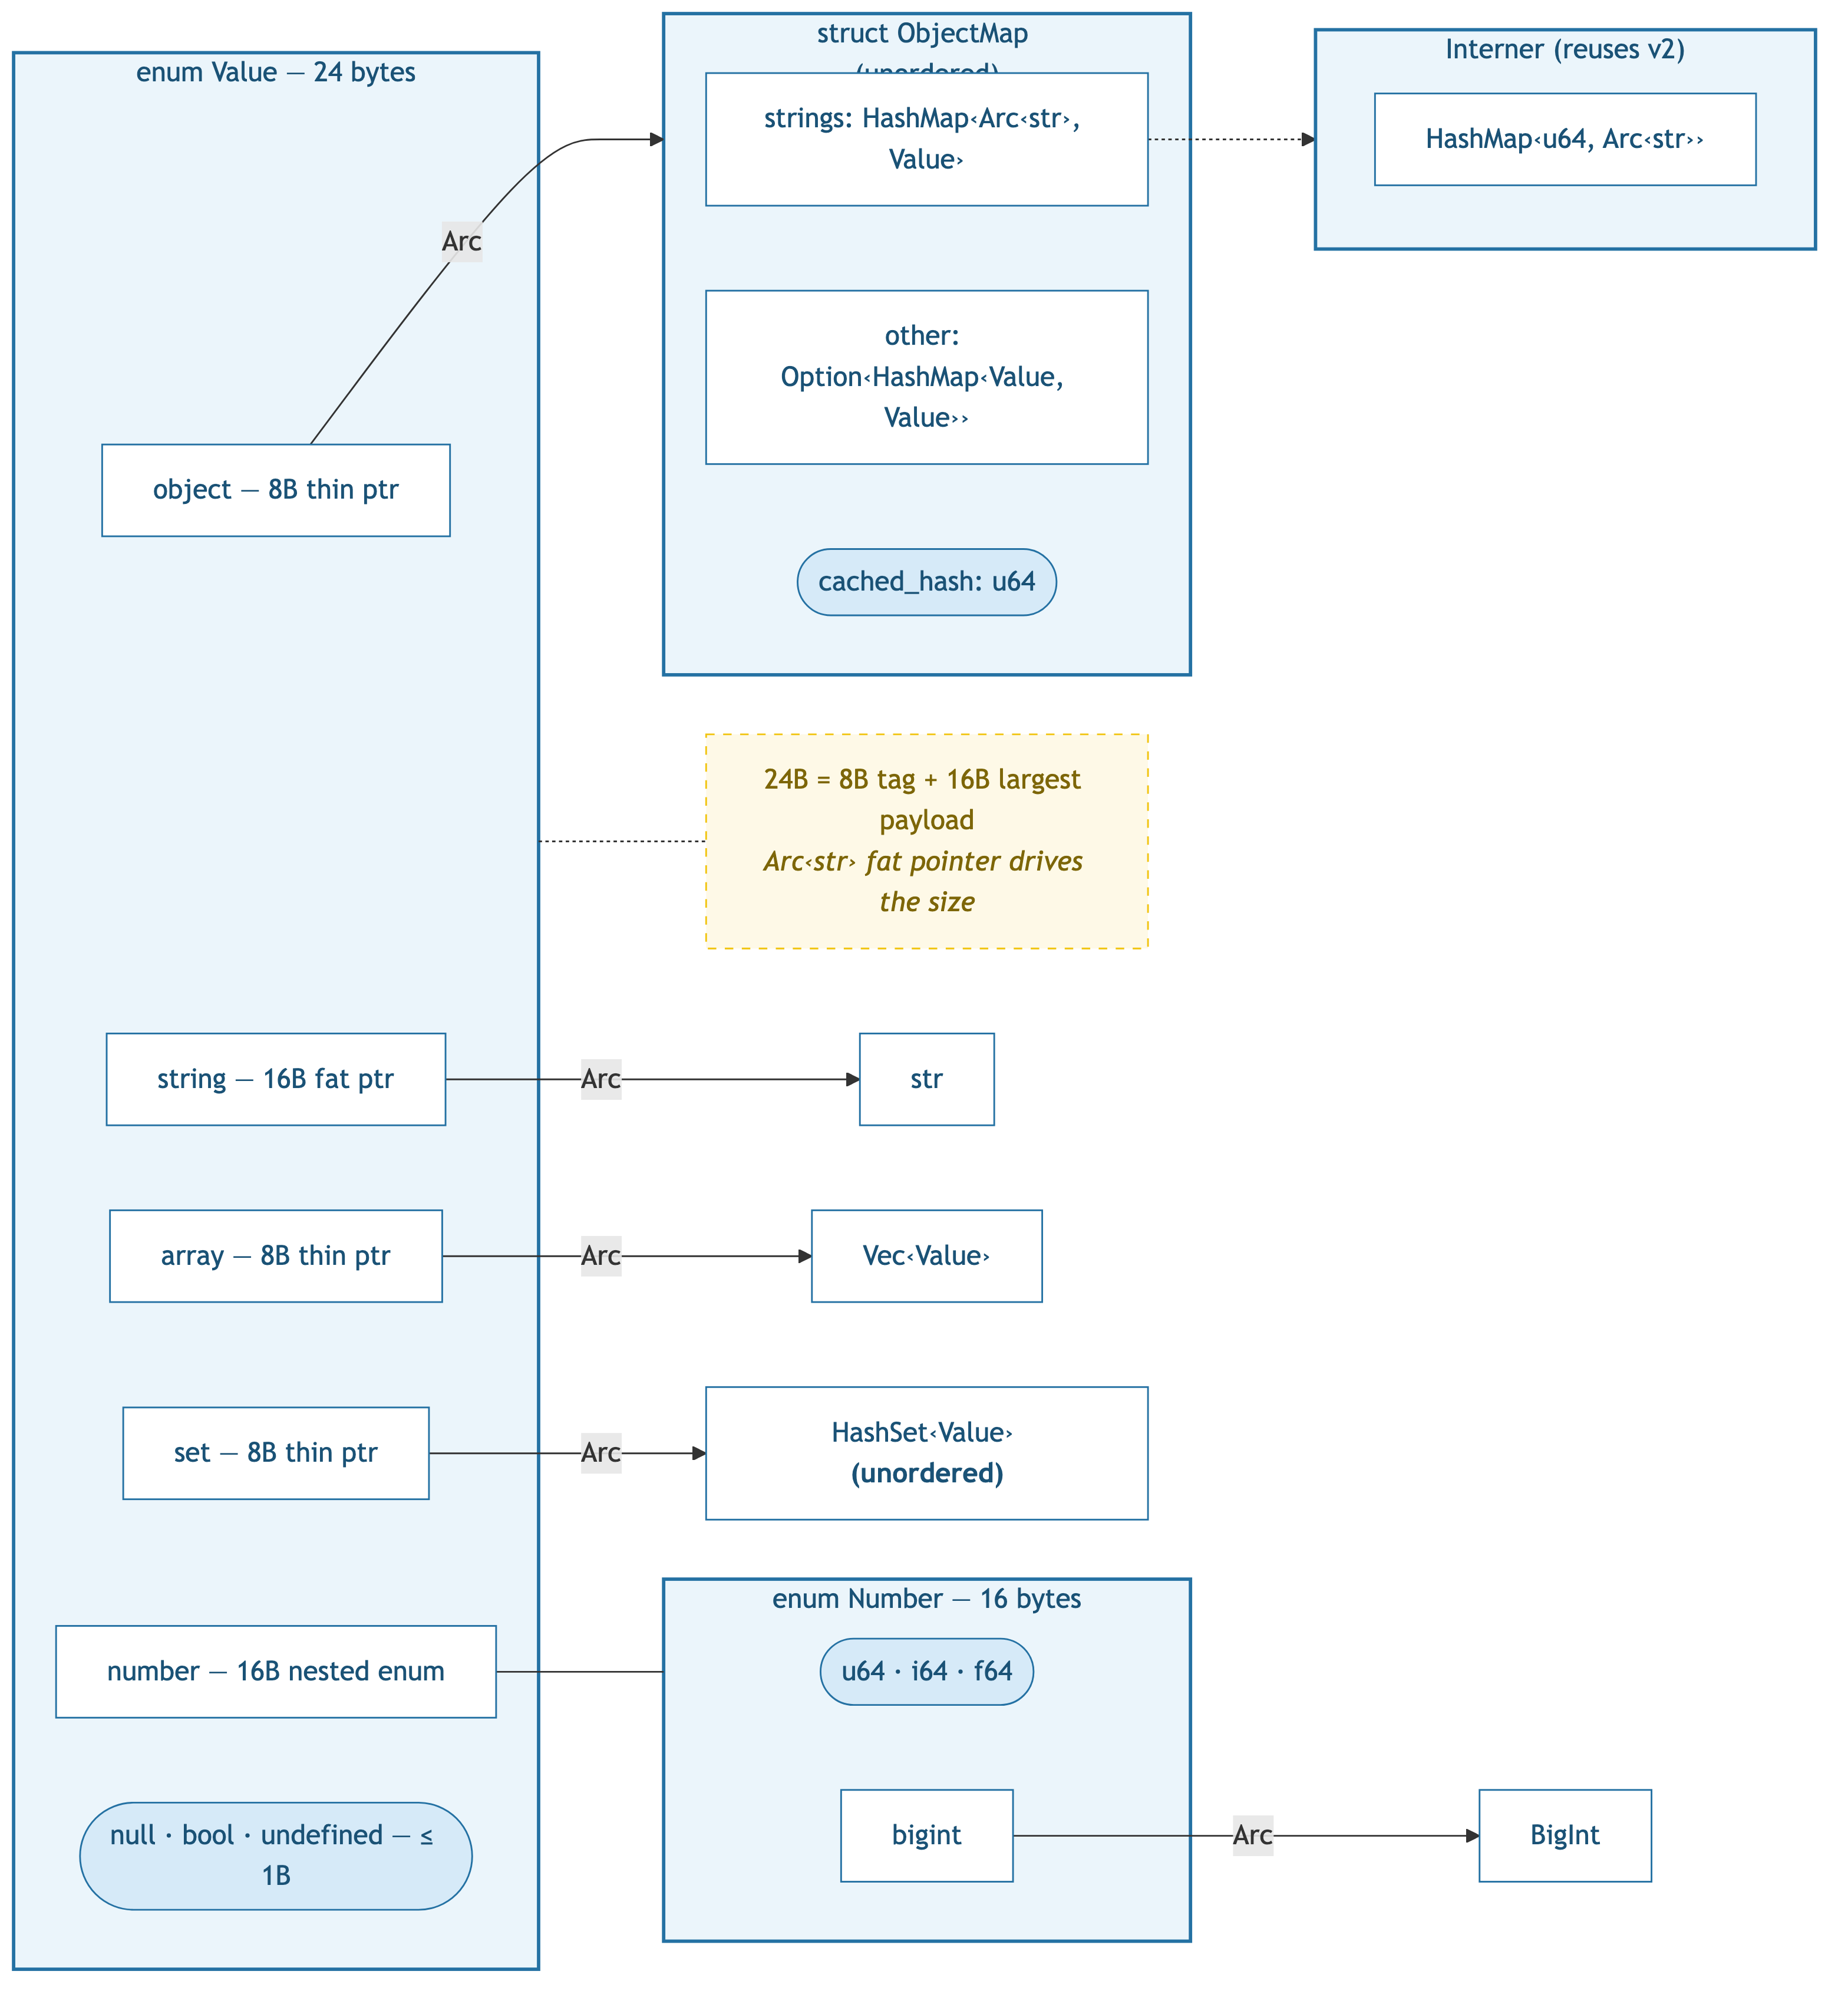 enum Value — 24 bytes
object — 8B thin ptr
string — 16B fat ptr
array — 8B thin ptr
set — 8B thin ptr
number — 16B nested enum
null · bool · undefined — ≤
1B
Arc
Arc
Arc
Arc
struct ObjectMap
(unordered)
strings: HashMap‹Arc‹str›,
Value›
other:
Option‹HashMap‹Value,
Value››
cached_hash: u64
24B = 8B tag + 16B largest
payload
Arc‹str› fat pointer drives
the size
str
Vec‹Value›
HashSet‹Value›
(unordered)
enum Number — 16 bytes
u64 · i64 · f64
bigint
Arc
BigInt
Interner (reuses v2)
HashMap‹u64, Arc‹str››